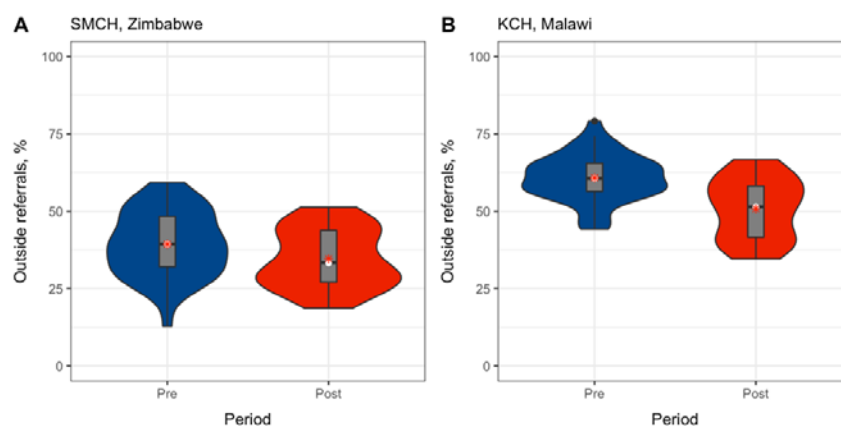 A
SMCH, Zimbabwe
100
75
50
25
0
Outside referrals, %
Pre
Post
Period
B
KCH, Malawi
100
75
50
25
0
Outside referrals, %
Pre
Post
Period